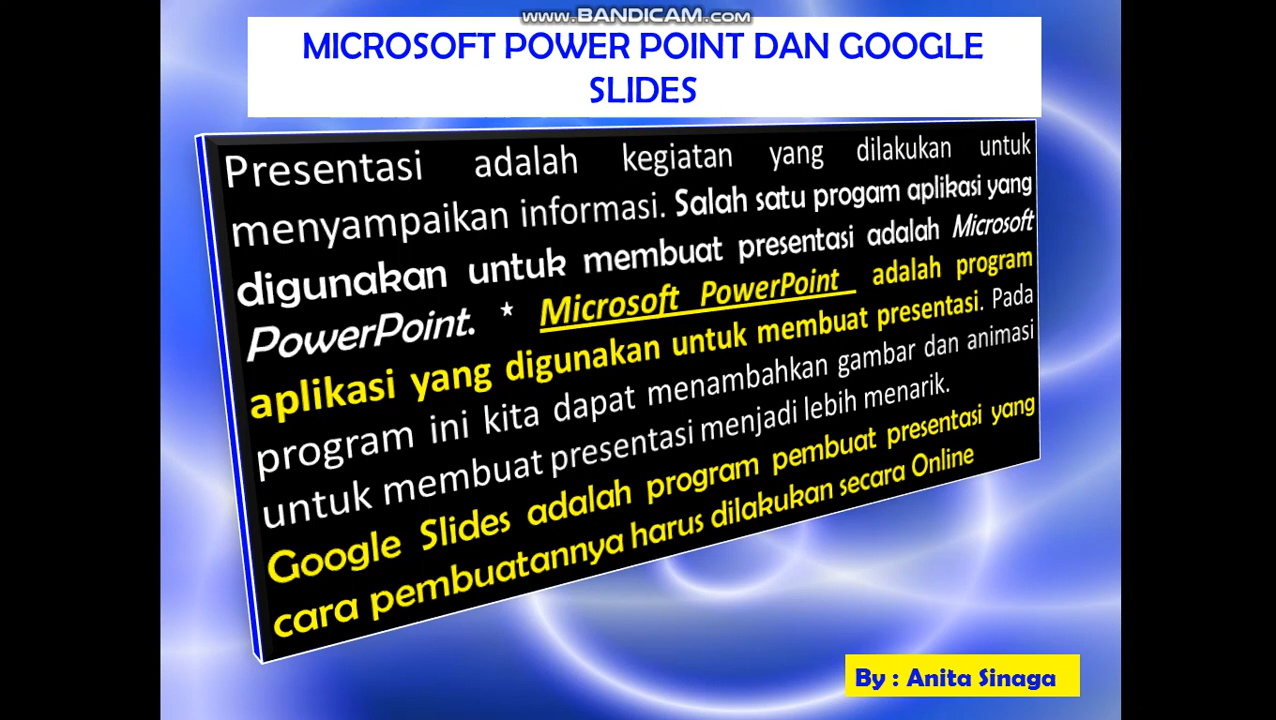 www.BANDICAM.com
MICROSOFT POWER POINT DAN GOOGLE
SLIDES
Presentasi adalah kegiatan yang dilakukan untuk
menyampaikan informasi. Salah satu progam aplikasi yang
digunakan untuk membuat presentasi adalah Microsoft
PowerPoint. * Microsoft PowerPoint adalah program
aplikasi yang digunakan untuk membuat presentasi. Pada
program ini kita dapat menambahkan gambar dan animasi
untuk membuat presentasi menjadi lebih menarik.
Google Slides adalah program pembuat presentasi yang
cara pembuatannya harus dilakukan secara Online
By : Anita Sinaga